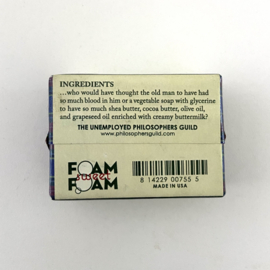 INGREDIENTS
...who would have thought the old man to have had
so much blood in him or a vegetable soap with glycerine
to have so much shea butter, cocoa butter, olive oil,
and grapeseed oil enriched with creamy buttermilk?
THE UNEMPLOYED PHILOSOPHERS GUILD
www.philosophersguild.com
FOAM
sweet
FOAM
8 14229 00755 5
MADE IN USA